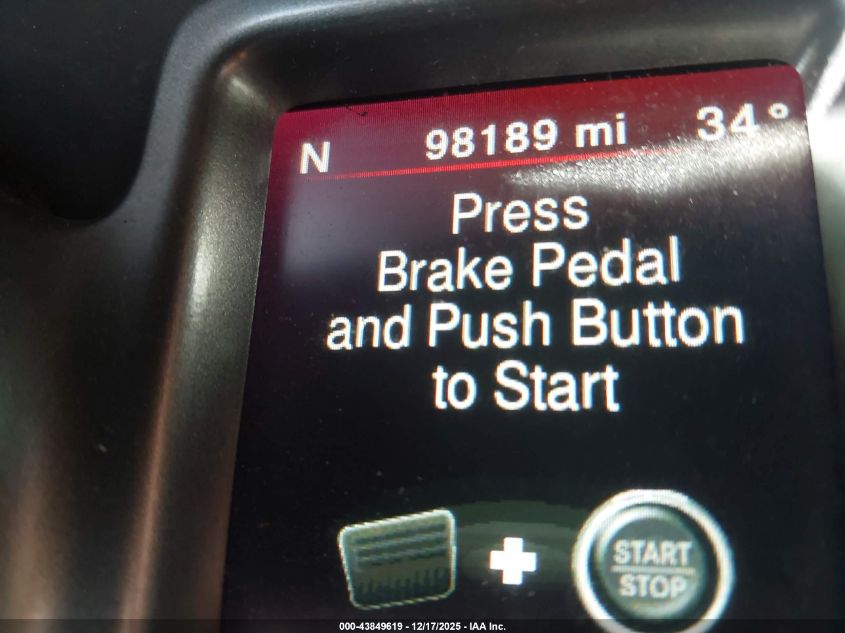 N 98189 mi 34°
Press
Brake Pedal
and Push Button
to Start
START
STOP
000-43849619 - 12/17/2025 - IAA Inc.